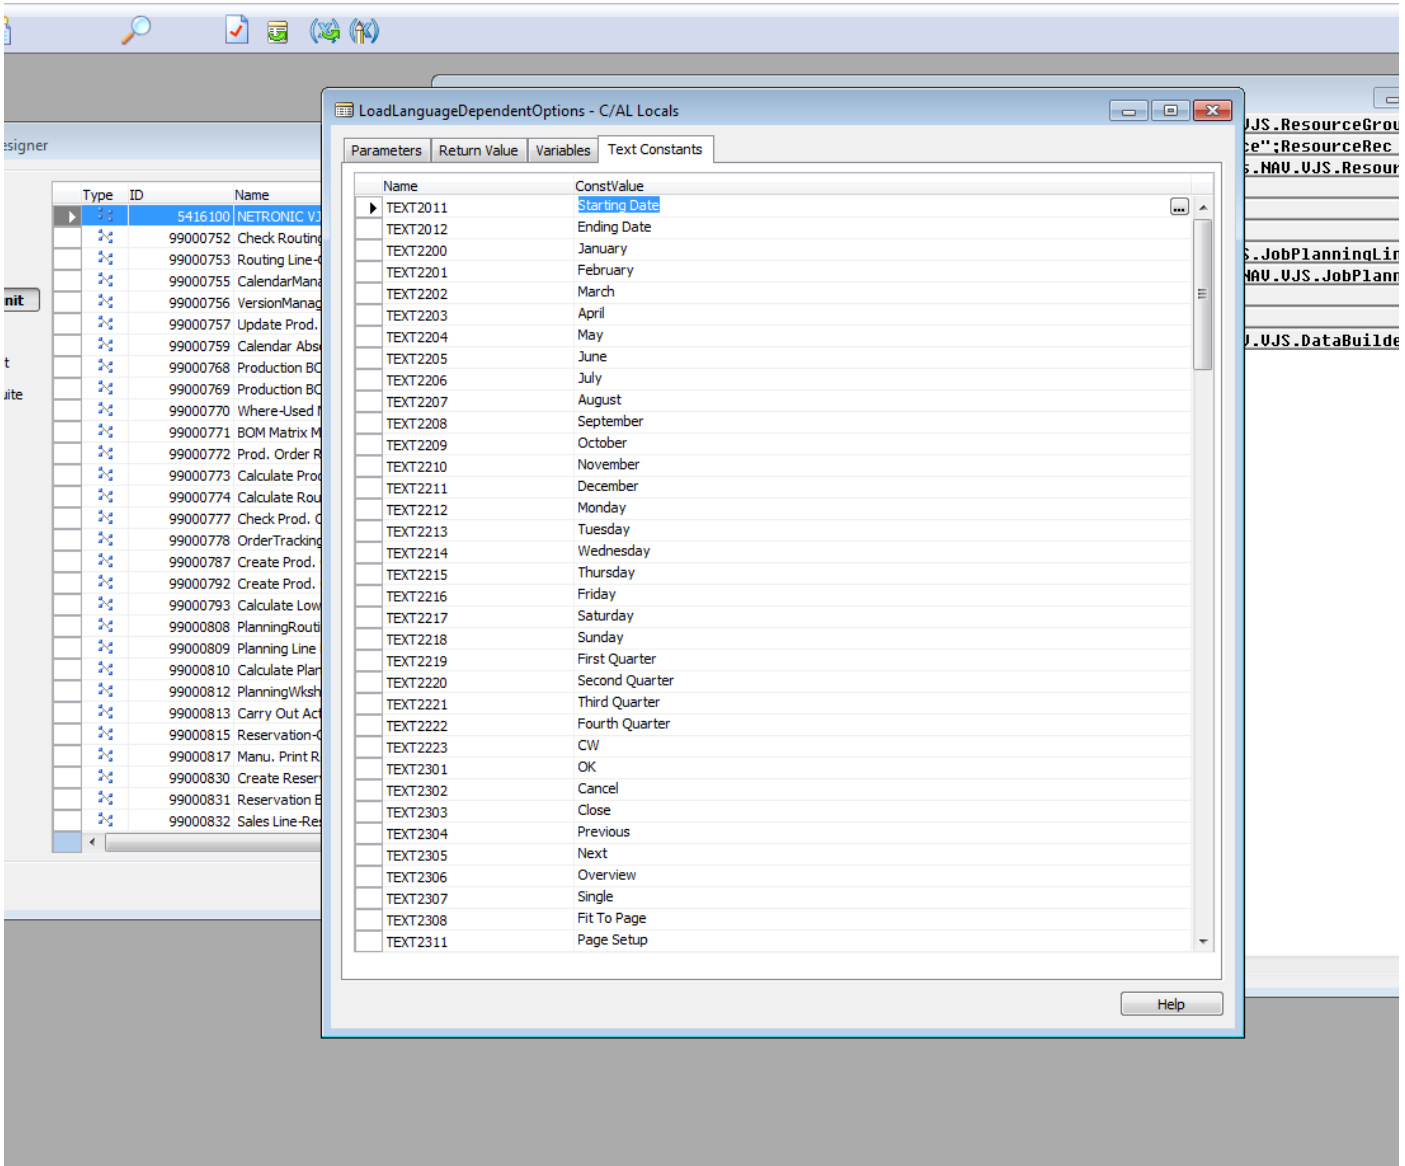 LoadLanguageDependentOptions - C/AL Locals
Parameters Return Value Variables Text Constants
Name ConstValue
TEXT2011 Starting Date
TEXT2012 Ending Date
TEXT2200 January
TEXT2201 February
TEXT2202 March
TEXT2203 April
TEXT2204 May
TEXT2205 June
TEXT2206 July
TEXT2207 August
TEXT2208 September
TEXT2209 October
TEXT2210 November
TEXT2211 December
TEXT2212 Monday
TEXT2213 Tuesday
TEXT2214 Wednesday
TEXT2215 Thursday
TEXT2216 Friday
TEXT2217 Saturday
TEXT2218 Sunday
TEXT2219 First Quarter
TEXT2220 Second Quarter
TEXT2221 Third Quarter
TEXT2222 Fourth Quarter
TEXT2223 CW
TEXT2301 OK
TEXT2302 Cancel
TEXT2303 Close
TEXT2304 Previous
TEXT2305 Next
TEXT2306 Overview
TEXT2307 Single
TEXT2308 Fit To Page
TEXT2311 Page Setup
Help
esigner
nit
t
uite
Type ID Name
5416100 NETRONIC VJ
99000752 Check Routing
99000753 Routing Line-
99000755 CalendarMana
99000756 VersionManag
99000757 Update Prod.
99000759 Calendar Abs
99000768 Production BO
99000769 Production BO
99000770 Where-Used
99000771 BOM Matrix M
99000772 Prod. Order R
99000773 Calculate Prod
99000774 Calculate Rou
99000777 Check Prod.
99000778 OrderTracking
99000787 Create Prod.
99000792 Create Prod.
99000793 Calculate Low
99000808 PlanningRouti
99000809 Planning Line
99000810 Calculate Plan
99000812 PlanningWksh
99000813 Carry Out Act
99000815 Reservation-
99000817 Manu. Print R
99000830 Create Reser
99000831 Reservation E
99000832 Sales Line-Res
VJS.ResourceGrou
ce";ResourceRec
s.NAV.VJS.Resour
S.JobPlanningLin
NAV.VJS.JobPlann
V.VJS.DataBuilde